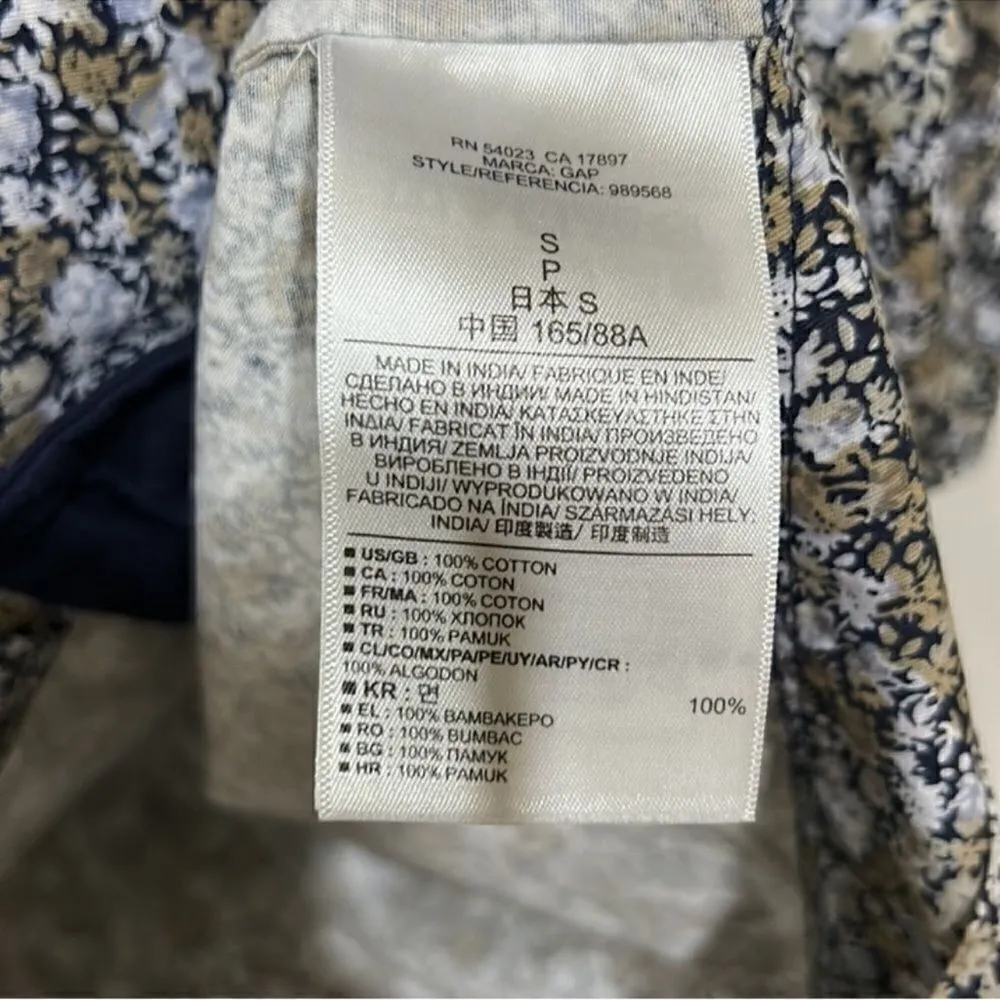 RN 54023 CA 17897
MARCA: GAP
STYLE/REFERENCIA: 989568
S
P
日本 S
中国 165/88A
MADE IN INDIA/ FABRIQUE EN INDE/
СДЕЛАНО В ИНДИИ/ MADE IN HINDISTAN/
HECHO EN INDIA/ ΚΑΤΑΣΚΕΥΑΣΤΗΚΕ ΣΤΗΝ
ΙΝΔΙΑ/ FABRICAT ÎN INDIA/ ПРОИЗВЕДЕНО
В ИНДИЯ/ ZEMLJA PROIZVODNJE INDIJA/
ВИРОБЛЕНО В ІНДІЇ/ PROIZVEDENO
U INDIJI/ WYPRODUKOWANO W INDIA/
FABRICADO NA ÍNDIA/ SZÁRMAZÁSI HELY:
INDIA/ 印度製造/ 印度制造
US/GB : 100% COTTON
CA : 100% COTON
FR/MA : 100% COTON
RU : 100% ХЛОПОК
TR : 100% PAMUK
CL/CO/MX/PA/PE/UY/AR/PY/CR :
100% ALGODON
KR : 면 100%
EL : 100% ΒΑΜΒΑΚΕΡΟ
RO : 100% BUMBAC
BG : 100% ПАМУК
HR : 100% PAMUK